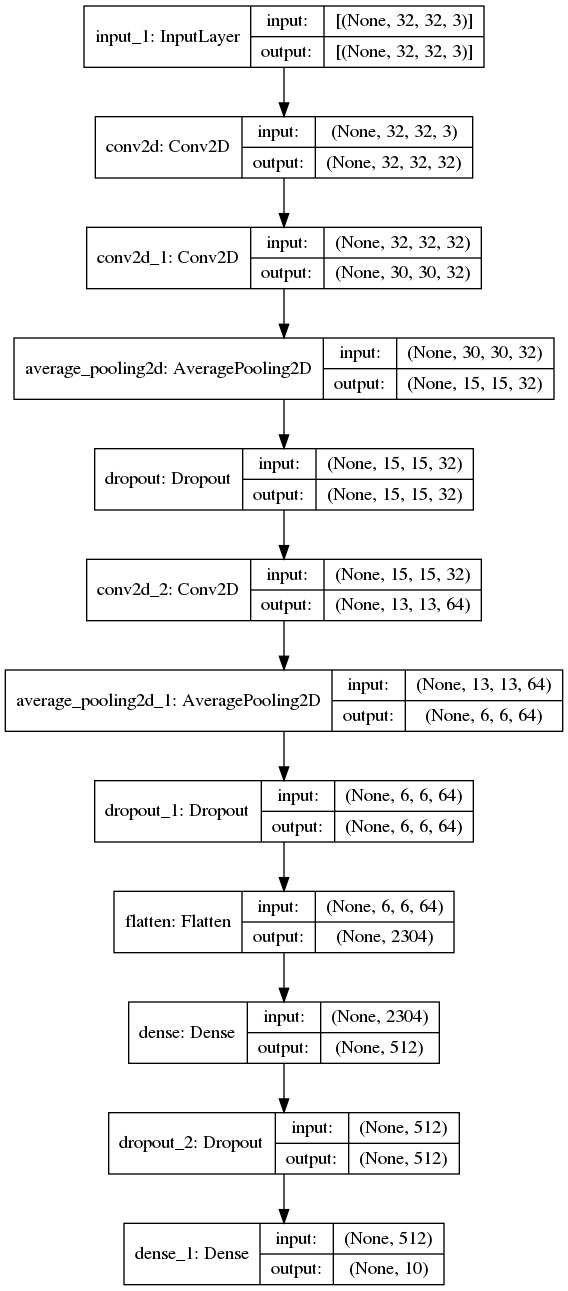 input_1: InputLayer
input: [(None, 32, 32, 3)]
output: [(None, 32, 32, 3)]
conv2d: Conv2D
input: (None, 32, 32, 3)
output: (None, 32, 32, 32)
conv2d_1: Conv2D
input: (None, 32, 32, 32)
output: (None, 30, 30, 32)
average_pooling2d: AveragePooling2D
input: (None, 30, 30, 32)
output: (None, 15, 15, 32)
dropout: Dropout
input: (None, 15, 15, 32)
output: (None, 15, 15, 32)
conv2d_2: Conv2D
input: (None, 15, 15, 32)
output: (None, 13, 13, 64)
average_pooling2d_1: AveragePooling2D
input: (None, 13, 13, 64)
output: (None, 6, 6, 64)
dropout_1: Dropout
input: (None, 6, 6, 64)
output: (None, 6, 6, 64)
flatten: Flatten
input: (None, 6, 6, 64)
output: (None, 2304)
dense: Dense
input: (None, 2304)
output: (None, 512)
dropout_2: Dropout
input: (None, 512)
output: (None, 512)
dense_1: Dense
input: (None, 512)
output: (None, 10)